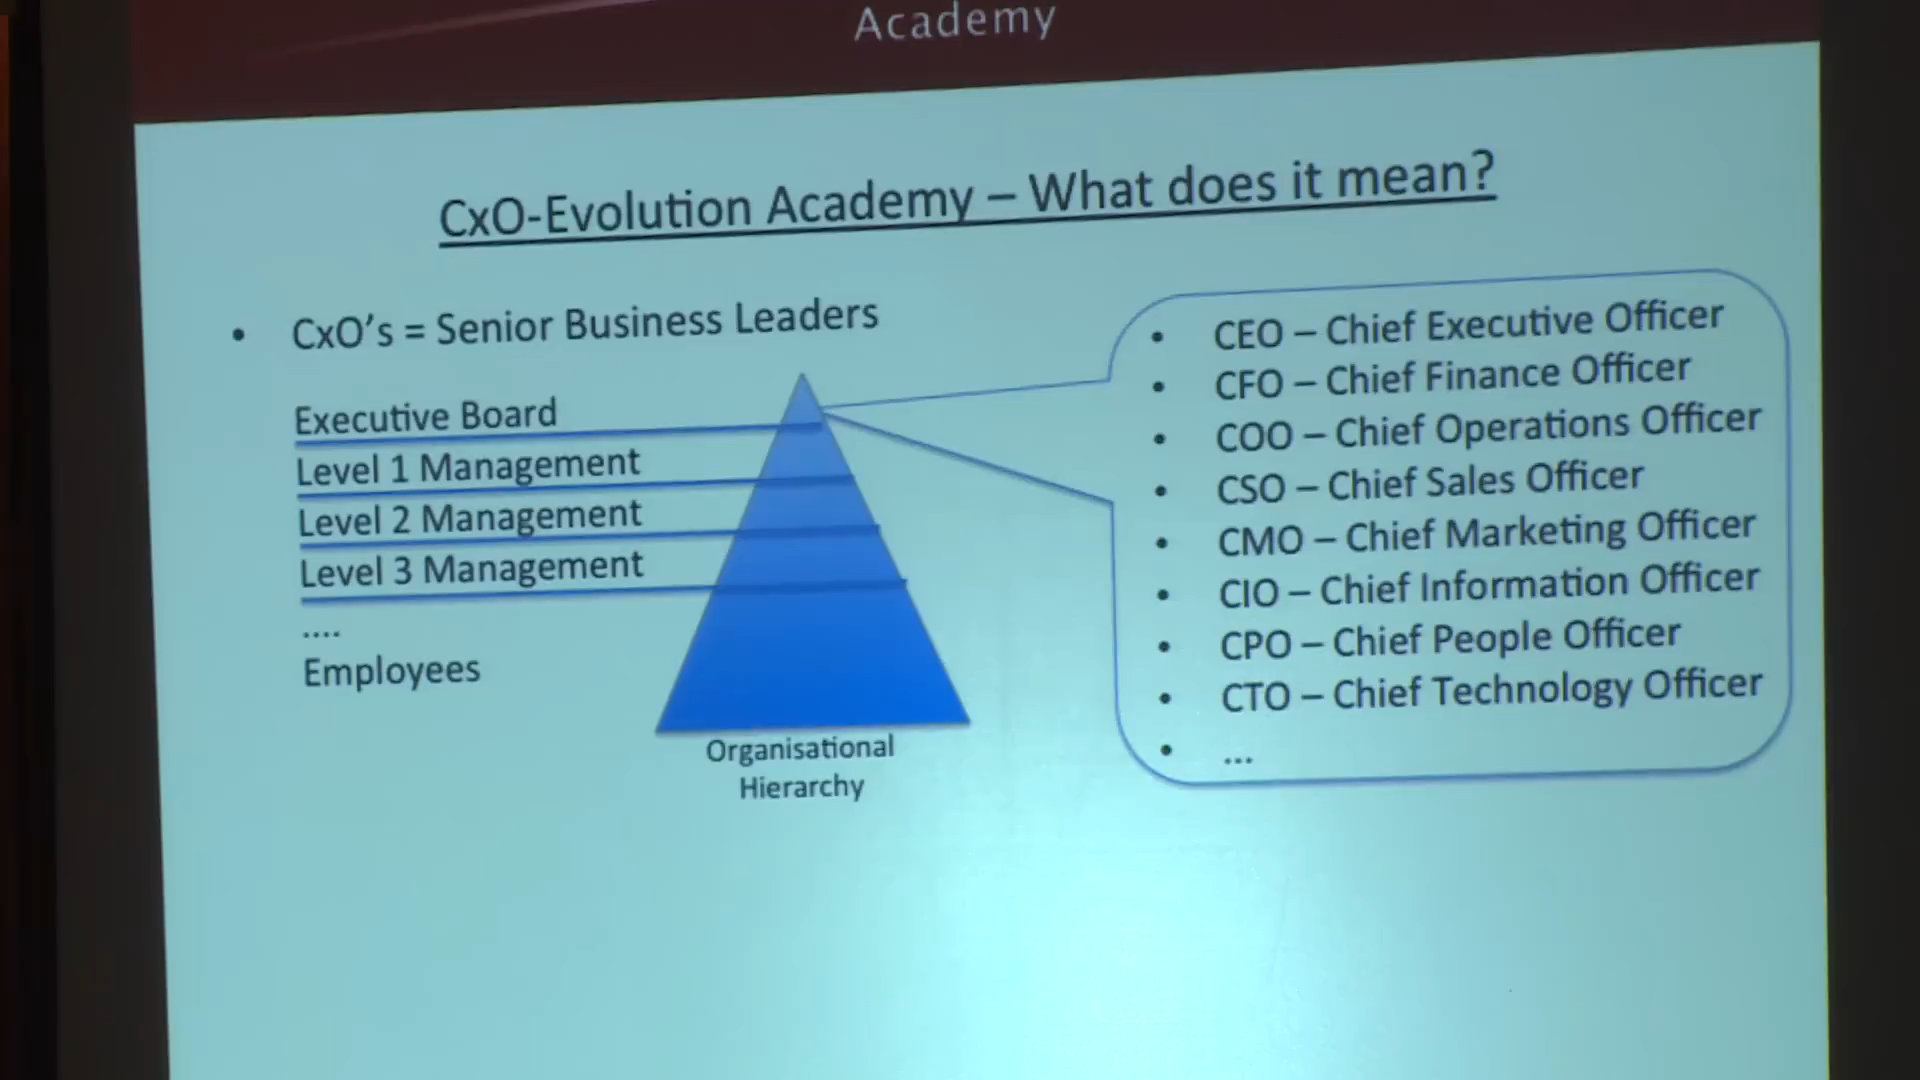 Academy
CxO-Evolution Academy – What does it mean?
• CxO's = Senior Business Leaders
Executive Board
Level 1 Management
Level 2 Management
Level 3 Management
....
Employees
Organisational
Hierarchy
• CEO – Chief Executive Officer
• CFO – Chief Finance Officer
• COO – Chief Operations Officer
• CSO – Chief Sales Officer
• CMO – Chief Marketing Officer
• CIO – Chief Information Officer
• CPO – Chief People Officer
• CTO – Chief Technology Officer
• ...